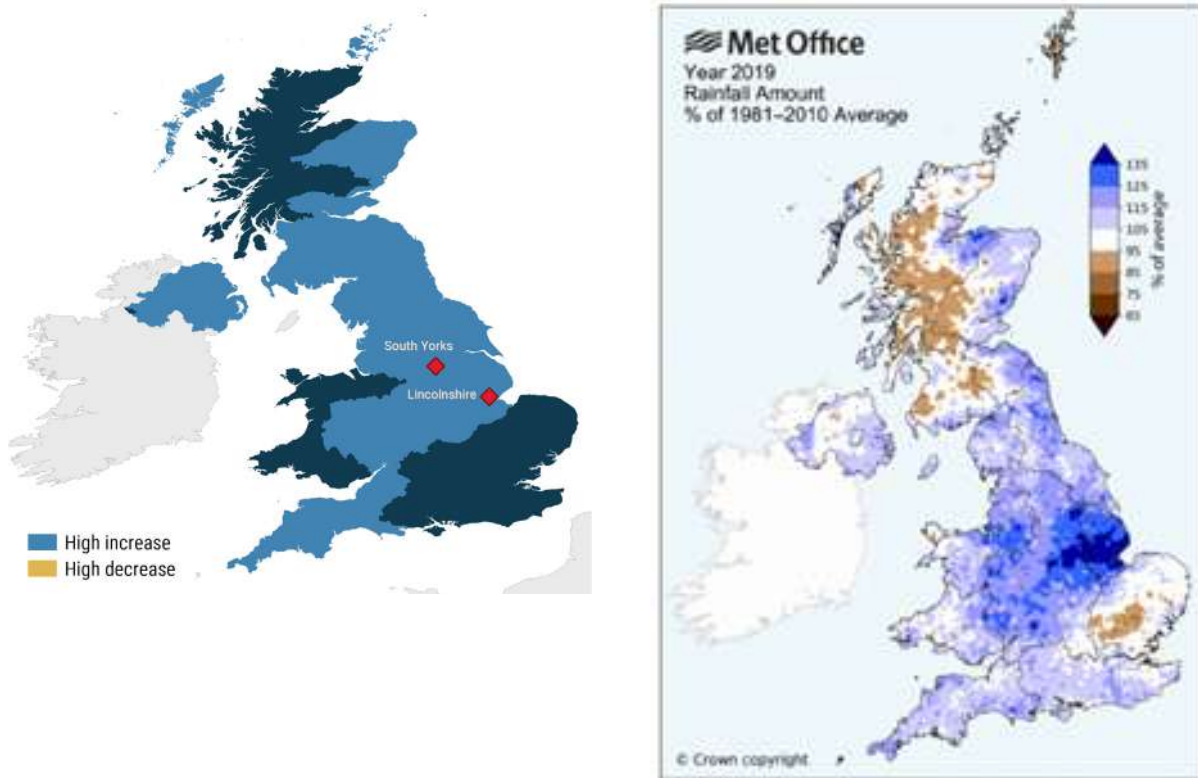 South Yorks
Lincolnshire
High increase
High decrease
Met Office
Year 2019
Rainfall Amount
% of 1981–2010 Average
135
125
115
105
95
85
75
65
% of average
© Crown copyright